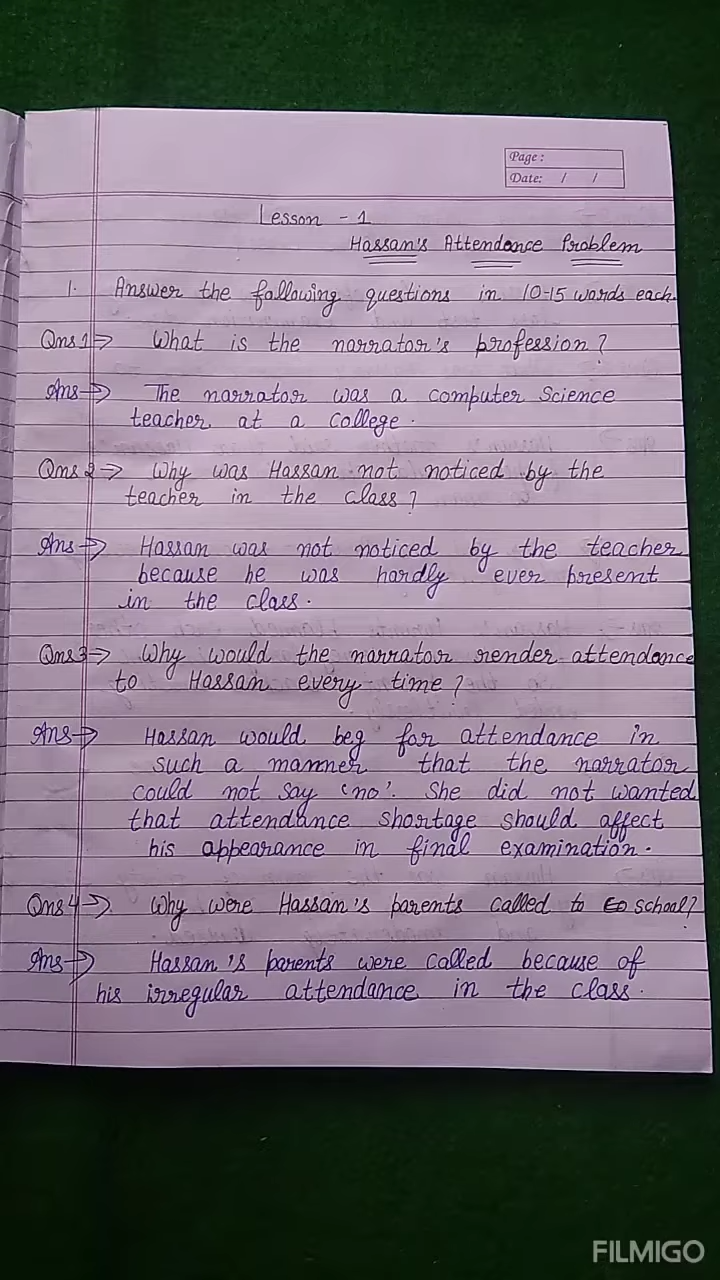 Page :
Date: / /
Lesson - 1
Hassan's Attendance Problem
1. Answer the following questions in 10-15 words each
Qns 1 => What is the narrator's profession?
Ans => The narrator was a computer Science
teacher at a college.
Qns 2 => Why was Hassan not noticed by the
teacher in the class?
Ans => Hassan was not noticed by the teacher
because he was hardly ever present
in the class.
Qns 3 => Why would the narrator render attendance
to Hassan every time?
Ans => Hassan would beg for attendance in
such a manner that the narrator
could not say 'no'. She did not wanted
that attendance shortage should affect
his appearance in final examination.
Qns 4 => Why were Hassan's parents called to school?
Ans => Hassan's parents were called because of
his irregular attendance in the class.
FILMIGO